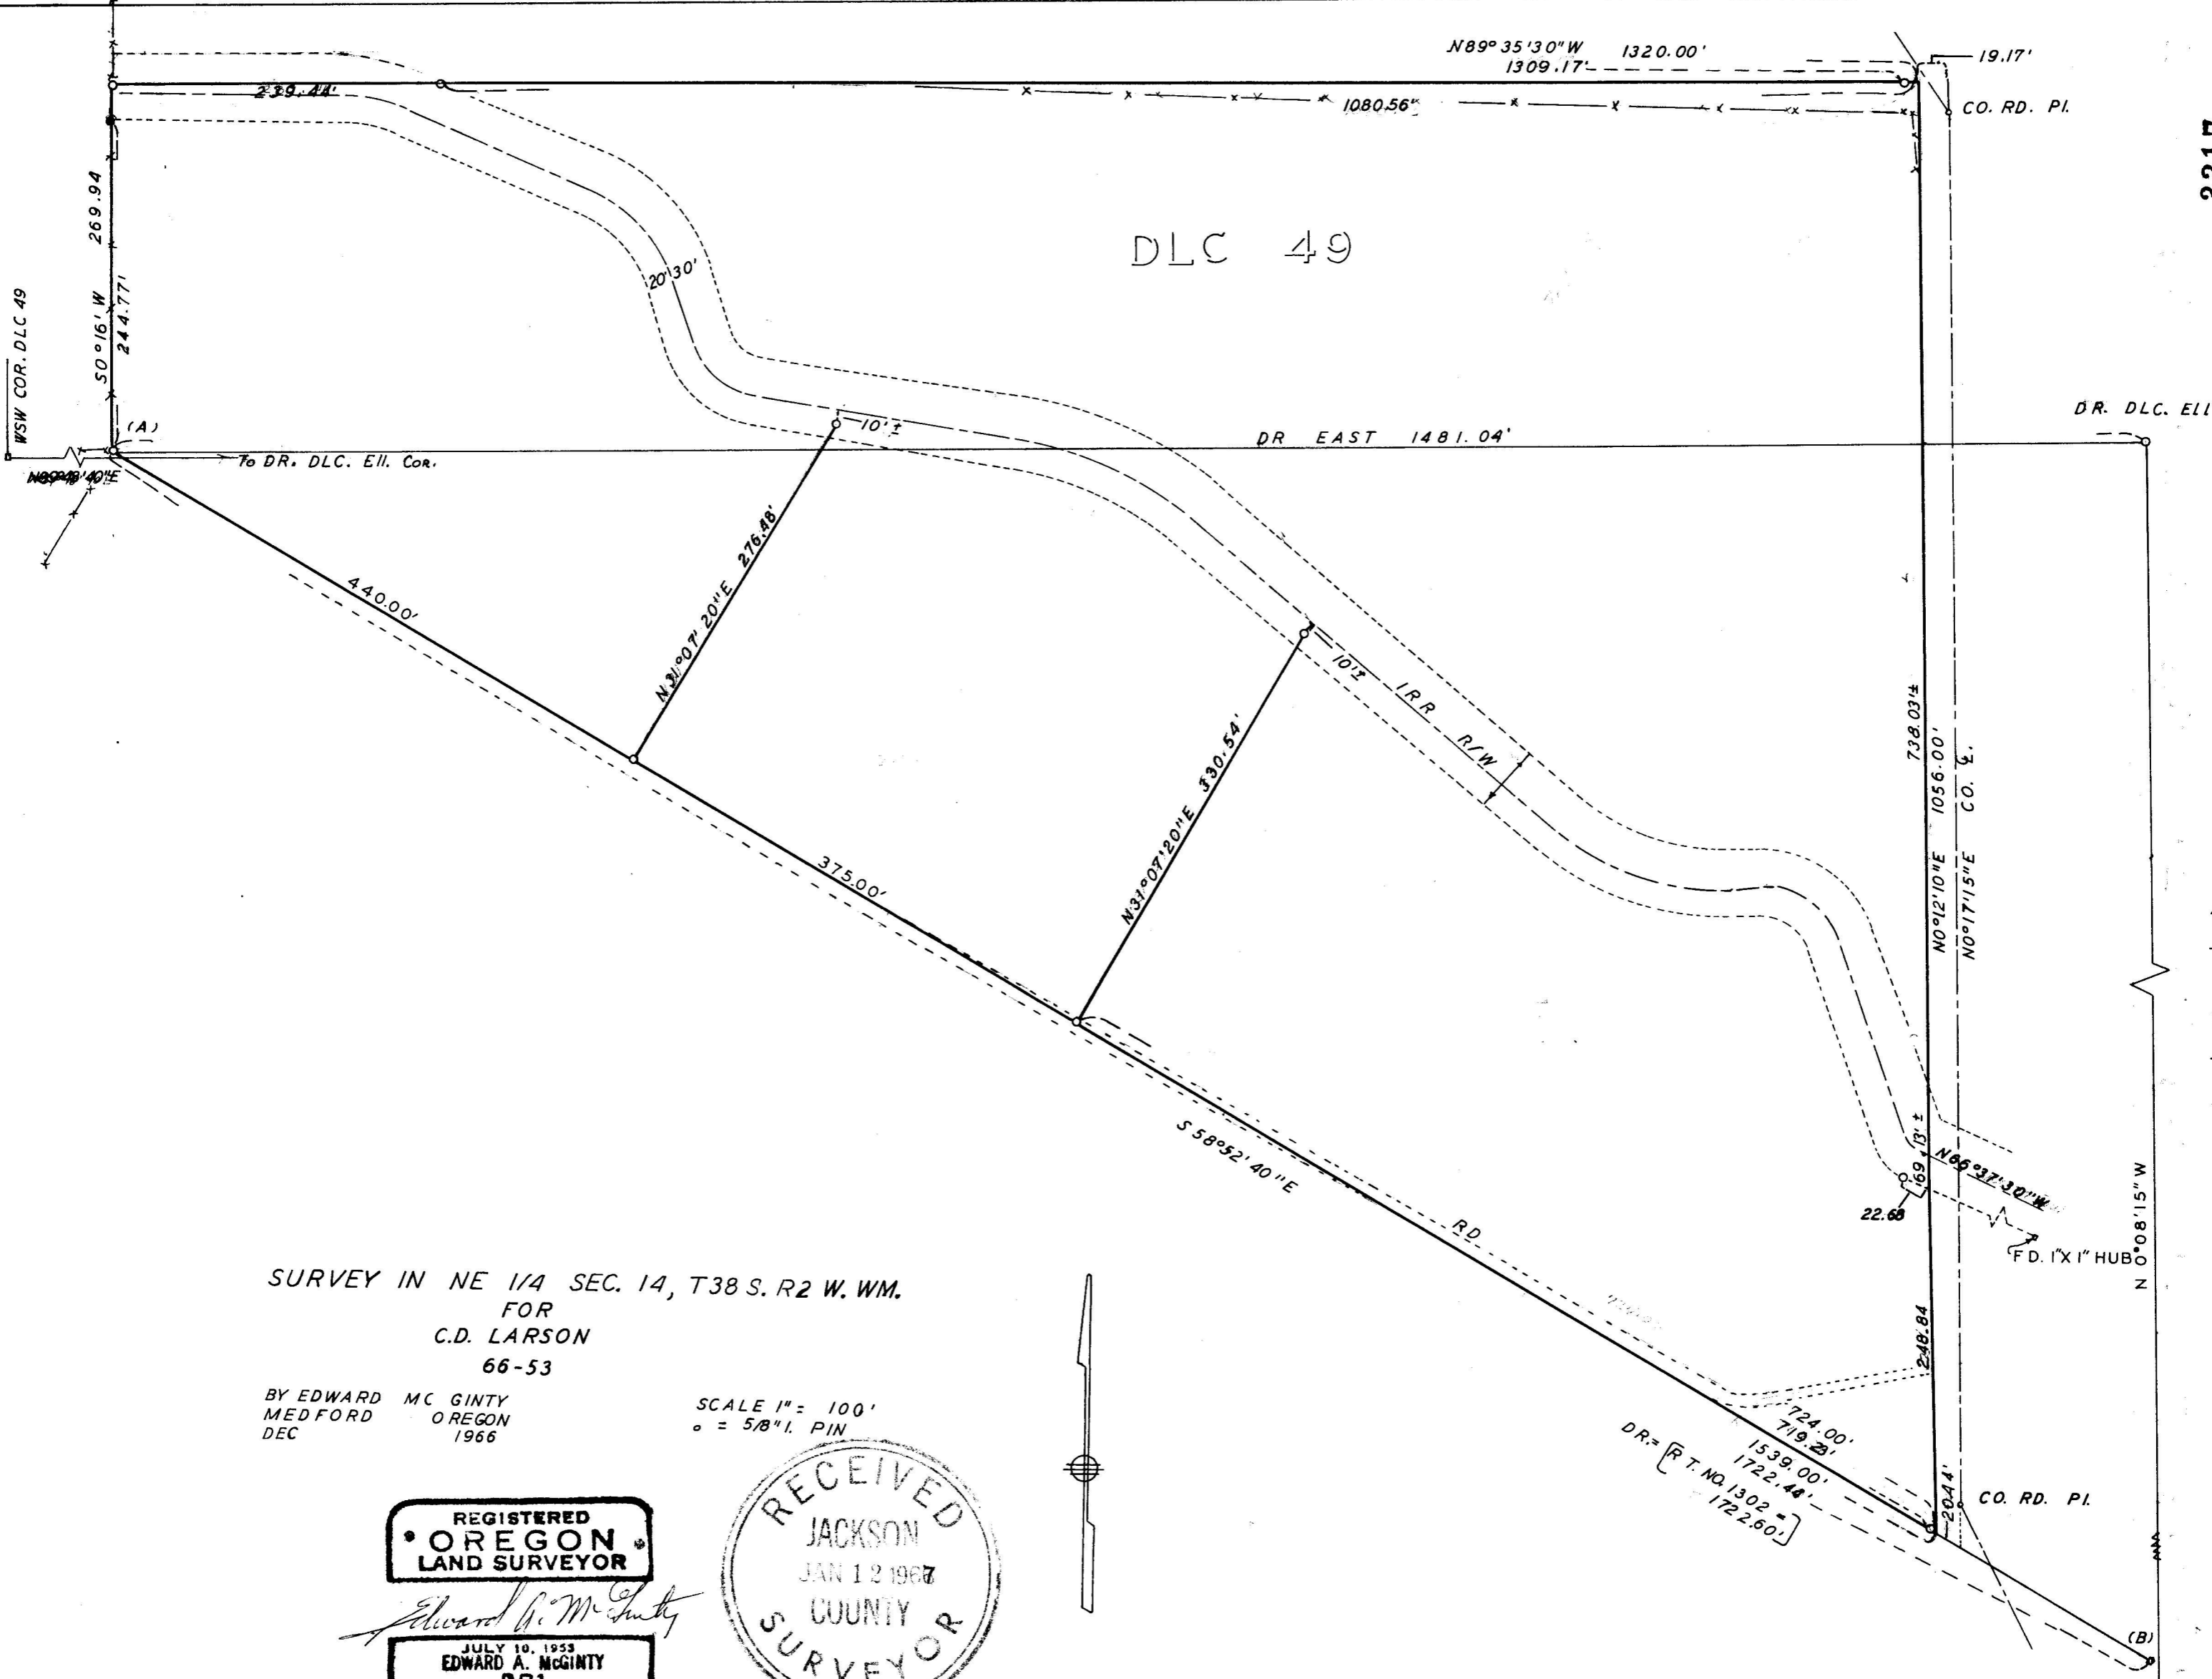 N89°35'30"W 1320.00'
1309.17'
19.17'
239.44'
1080.56'
CO. RD. PI.
269.94
S0°16'W
244.77'
DLC 49
20' 30'
WSW COR. DLC 49
(A)
TO DR. DLC. Ell. COR.
10'±
DR EAST 1481.04'
DR. DLC. Ell
440.00'
N31°07'20"E 276.48'
10'±
IRR
R/W
N31°07'20"E 330.54'
738.03'±
N0°12'10"E 1056.00'
N0°17'15"E CO. ℄.
375.00'
S 58°52'40"E
RD
69.13'±
N66°37'30"W
22.68
FD. 1"X1" HUB
N 0°08'15" W
248.84
724.00'
719.29'
1539.00'
1722.44'
DR.= [R T. NO. 1302 =
1722.60']
20.44'
CO. RD. PI.
(B)
SURVEY IN NE 1/4 SEC. 14, T38 S. R2 W. WM.
FOR
C.D. LARSON
66-53
BY EDWARD MC GINTY
MEDFORD OREGON
DEC 1966
SCALE 1" = 100'
o = 5/8" I. PIN
REGISTERED
OREGON
LAND SURVEYOR
Edward A. McGinty
JULY 10, 1953
EDWARD A. McGINTY
RECEIVED
JACKSON
JAN 12 1967
COUNTY
SURVEYOR